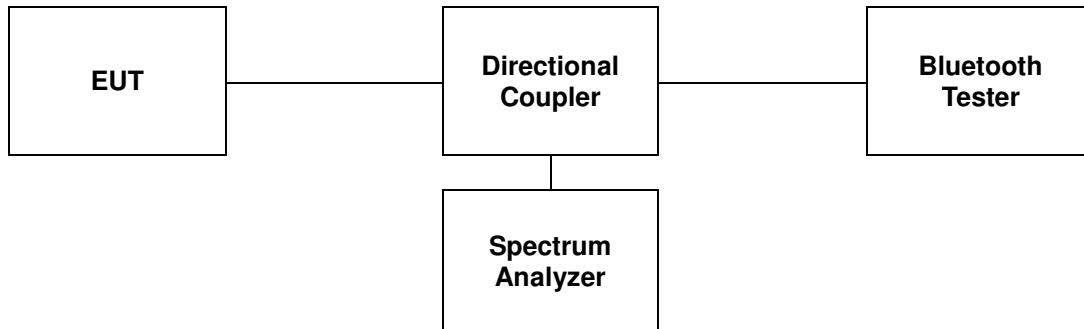 EUT
Directional
Coupler
Bluetooth
Tester
Spectrum
Analyzer